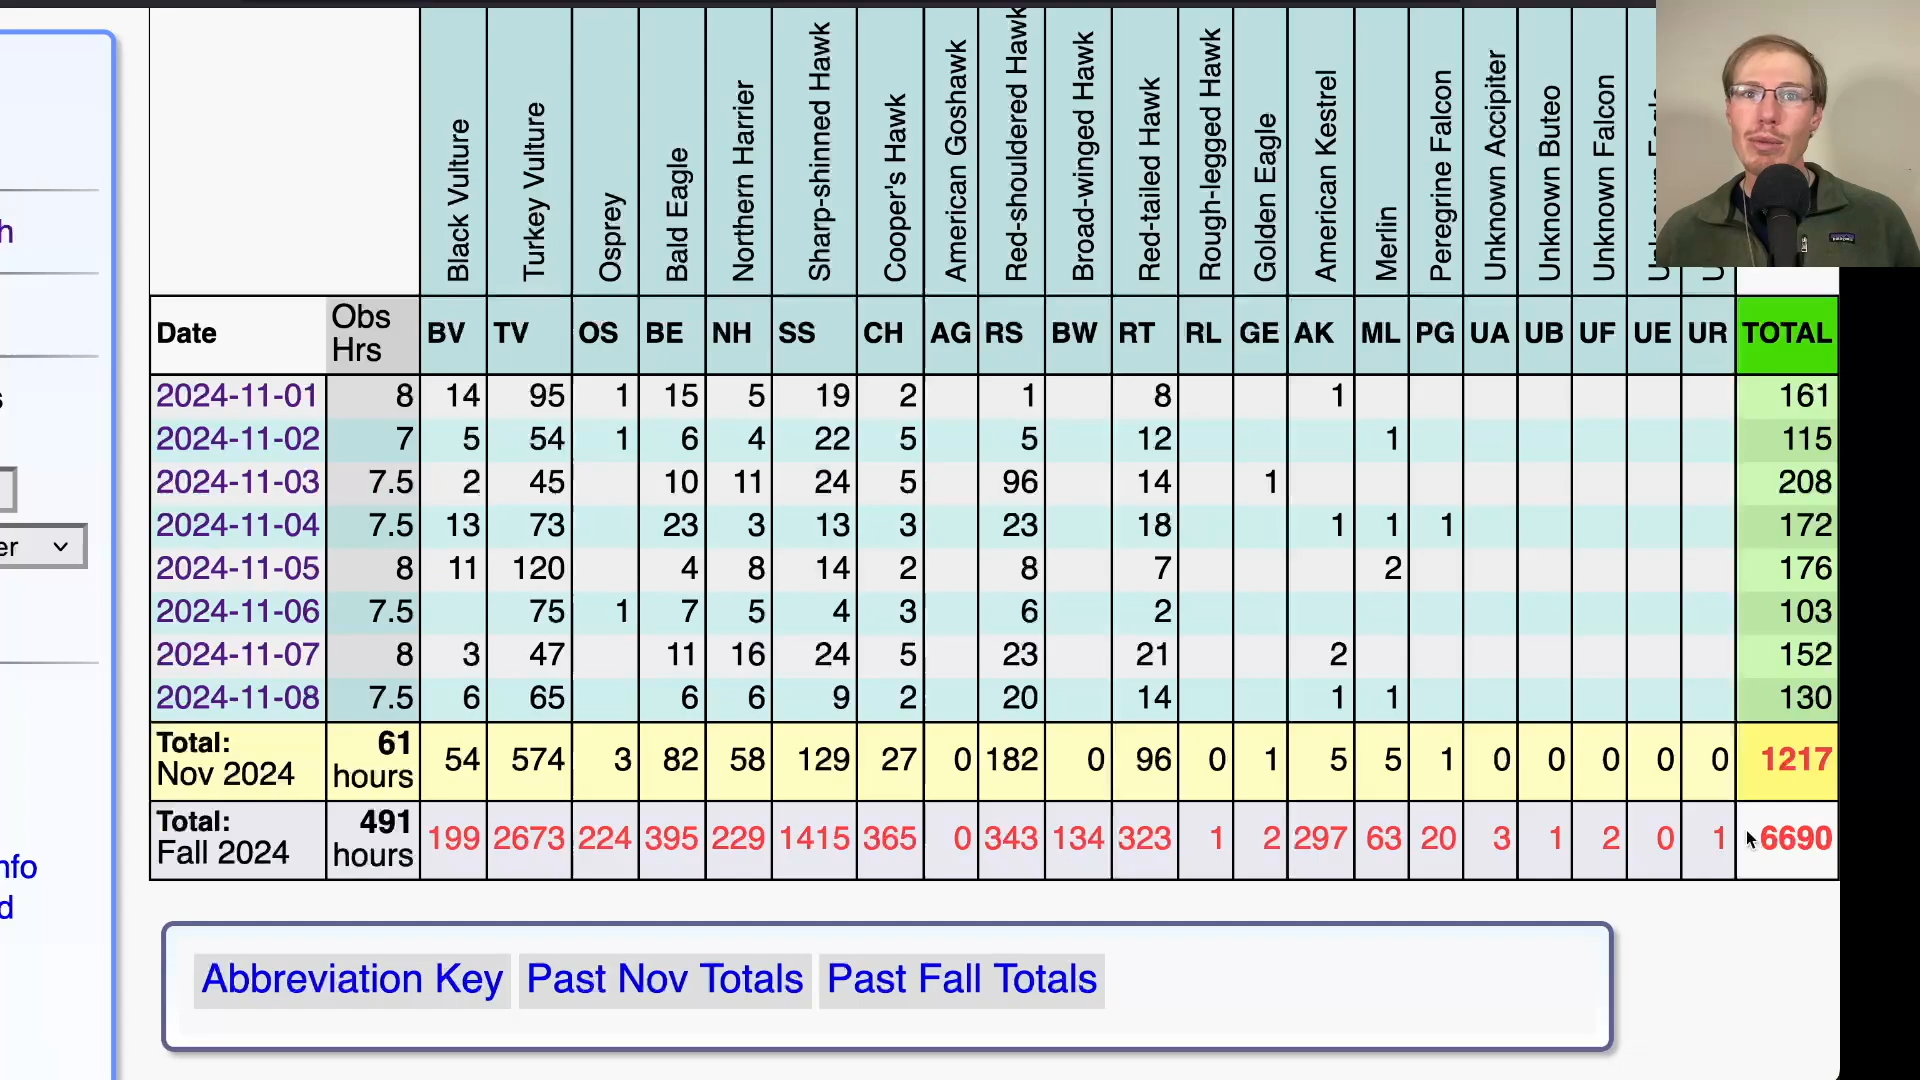 Black Vulture
Turkey Vulture
Osprey
Bald Eagle
Northern Harrier
Sharp-shinned Hawk
Cooper's Hawk
American Goshawk
Red-shouldered Hawk
Broad-winged Hawk
Red-tailed Hawk
Rough-legged Hawk
Golden Eagle
American Kestrel
Merlin
Peregrine Falcon
Unknown Accipiter
Unknown Buteo
Unknown Falcon
Date Obs Hrs BV TV OS BE NH SS CH AG RS BW RT RL GE AK ML PG UA UB UF UE UR TOTAL
2024-11-01 8 14 95 1 15 5 19 2 1 8 1 161
2024-11-02 7 5 54 1 6 4 22 5 5 12 1 115
2024-11-03 7.5 2 45 10 11 24 5 96 14 1 208
2024-11-04 7.5 13 73 23 3 13 3 23 18 1 1 1 172
2024-11-05 8 11 120 4 8 14 2 8 7 2 176
2024-11-06 7.5 75 1 7 5 4 3 6 2 103
2024-11-07 8 3 47 11 16 24 5 23 21 2 152
2024-11-08 7.5 6 65 6 6 9 2 20 14 1 1 130
Total: Nov 2024 61 hours 54 574 3 82 58 129 27 0 182 0 96 0 1 5 5 1 0 0 0 0 0 1217
Total: Fall 2024 491 hours 199 2673 224 395 229 1415 365 0 343 134 323 1 2 297 63 20 3 1 2 0 1 6690
Abbreviation Key Past Nov Totals Past Fall Totals